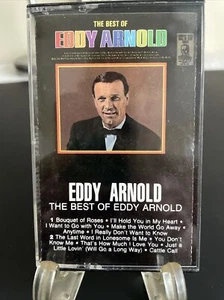 THE BEST OF
EDDY ARNOLD
EDDY ARNOLD
THE BEST OF EDDY ARNOLD
1 Bouquet of Roses • I'll Hold You in My Heart •
I Want to Go with You • Make the World Go Away •
Anytime • I Really Don't Want to Know
2 The Last Word in Lonesome Is Me • You Don't
Know Me • That's How Much I Love You • Just a
Little Lovin' (Will Go a Long Way) • Cattle Call